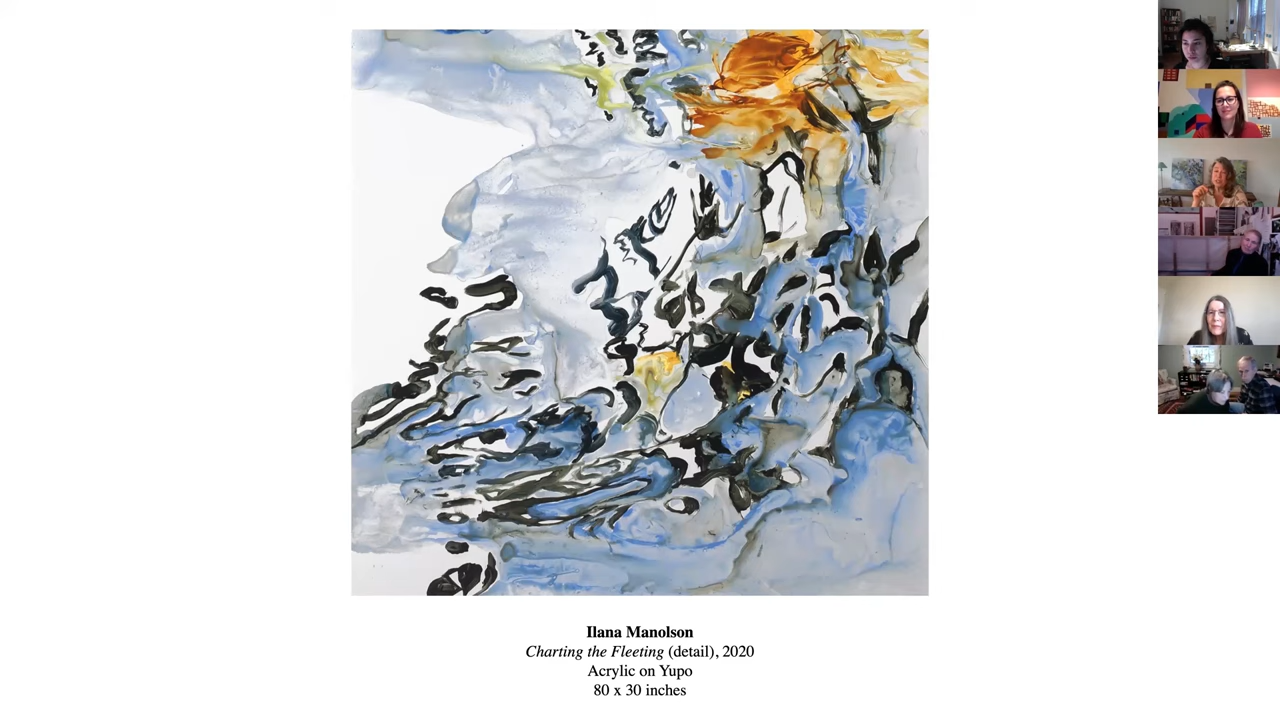 Ilana Manolson
Charting the Fleeting (detail), 2020
Acrylic on Yupo
80 x 30 inches